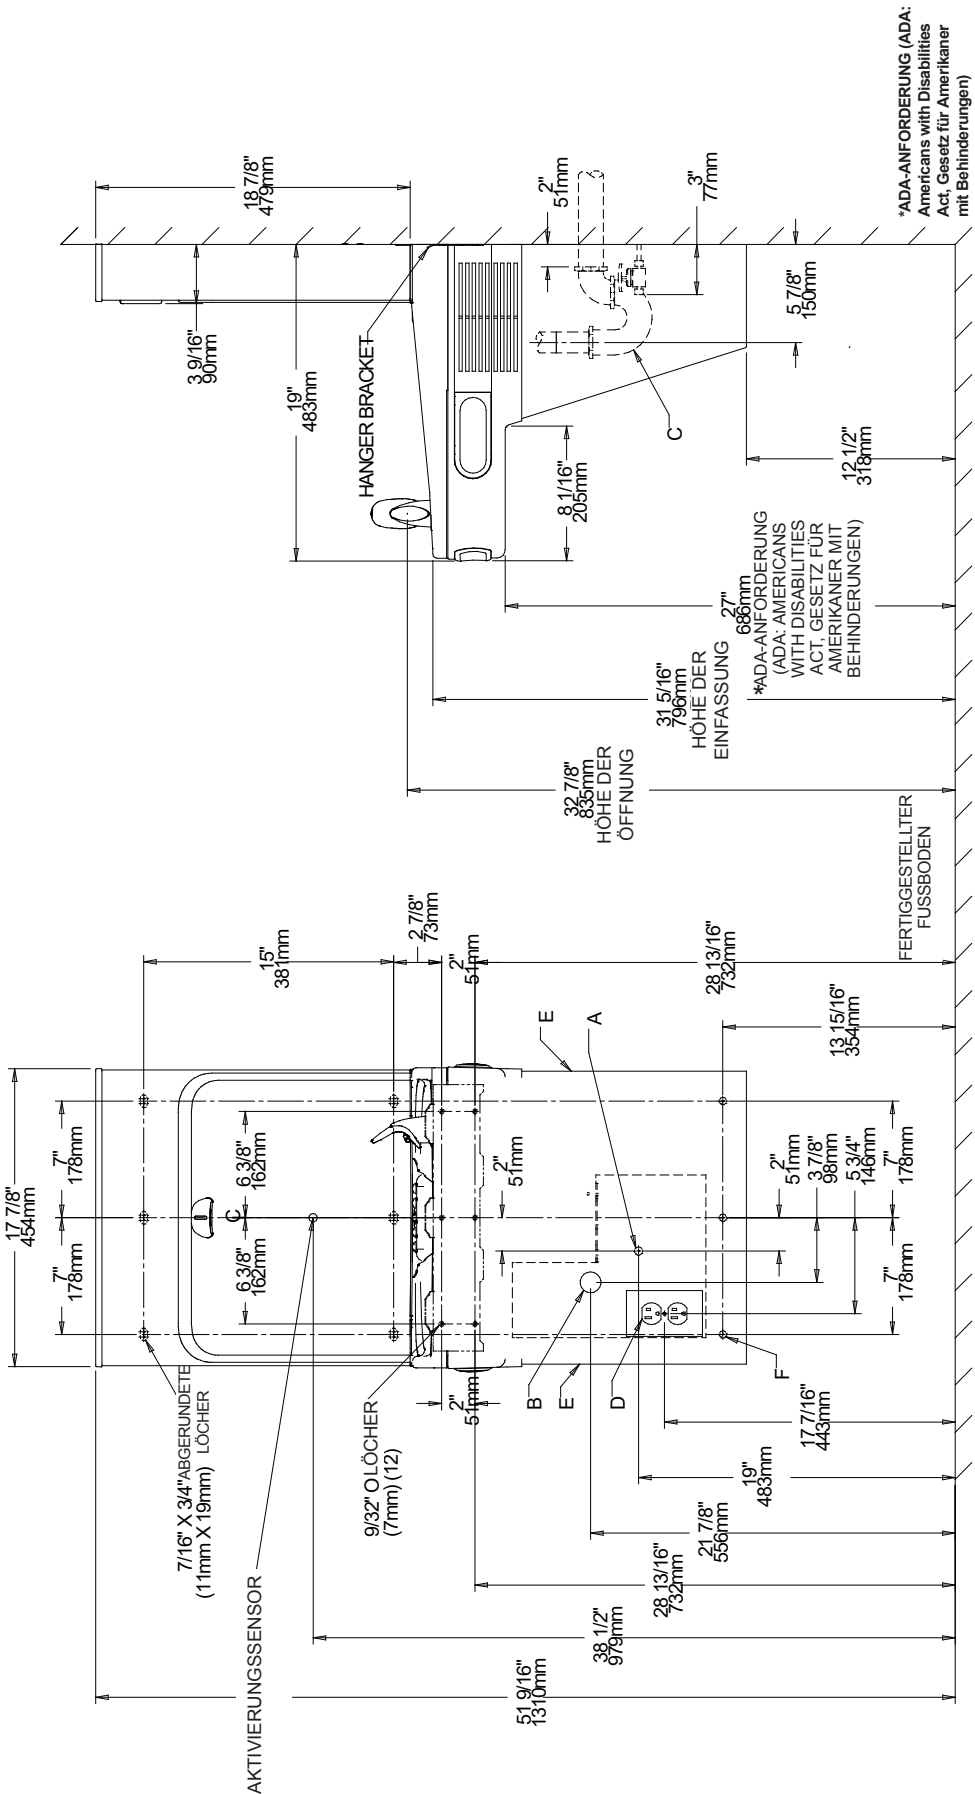 *ADA-ANFORDERUNG (ADA:
Americans with Disabilities
Act, Gesetz für Amerikaner
mit Behinderungen)
18 7/8"
479mm
3 9/16"
90mm
19"
483mm
HANGER BRACKET
2"
51mm
3"
77mm
5 7/8"
150mm
C
8 1/16"
205mm
12 1/2"
318mm
27"
686mm
*ADA-ANFORDERUNG
(ADA: AMERICANS
WITH DISABILITIES
ACT, GESETZ FÜR
AMERIKANER MIT
BEHINDERUNGEN)
31 5/16"
796mm
HÖHE DER
EINFASSUNG
32 7/8"
835mm
HÖHE DER
ÖFFNUNG
FERTIGGESTELLTER
FUSSBODEN
15"
381mm
2 7/8"
73mm
2"
51mm
28 13/16"
732mm
13 15/16"
354mm
17 7/8"
454mm
7"
178mm
7"
178mm
6 3/8"
162mm
C
6 3/8"
162mm
E
A
2"
51mm
2"
51mm
3 7/8"
98mm
5 3/4"
146mm
7"
178mm
7"
178mm
7/16" X 3/4"ABGERUNDETE
(11mm X 19mm) LÖCHER
9/32" O LÖCHER
(7mm) (12)
2"
51mm
B
E
D
F
AKTIVIERUNGSSENSOR
17 7/16"
443mm
19"
483mm
21 7/8"
556mm
28 13/16"
732mm
38 1/2"
979mm
51 9/16"
1310mm